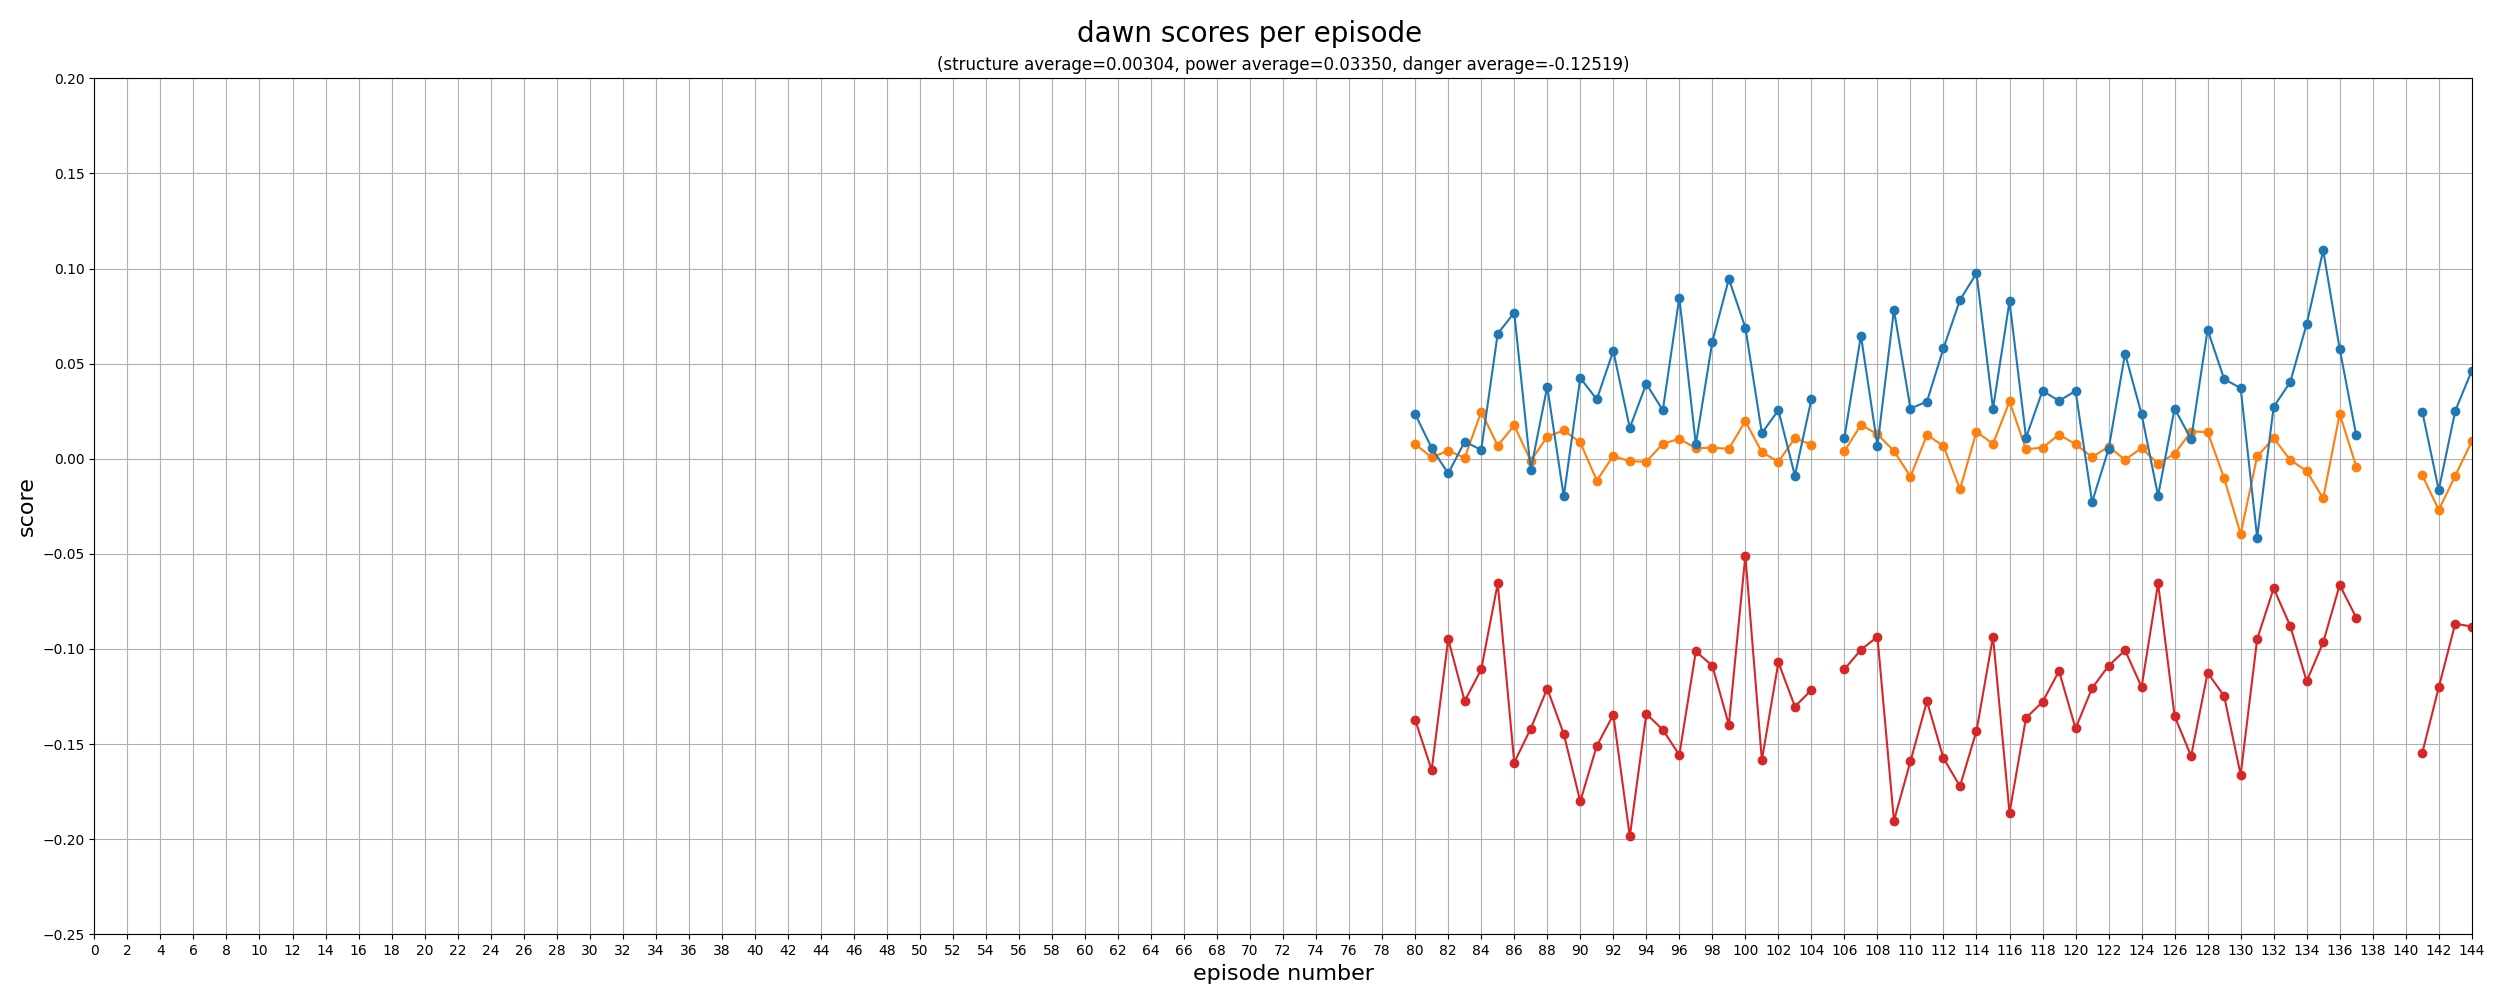 dawn scores per episode
(structure average=0.00304, power average=0.03350, danger average=-0.12519)
0.20
0.15
0.10
0.05
0.00
−0.05
−0.10
−0.15
−0.20
−0.25
score
0 2 4 6 8 10 12 14 16 18 20 22 24 26 28 30 32 34 36 38 40 42 44 46 48 50 52 54 56 58 60 62 64 66 68 70 72 74 76 78 80 82 84 86 88 90 92 94 96 98 100 102 104 106 108 110 112 114 116 118 120 122 124 126 128 130 132 134 136 138 140 142 144
episode number